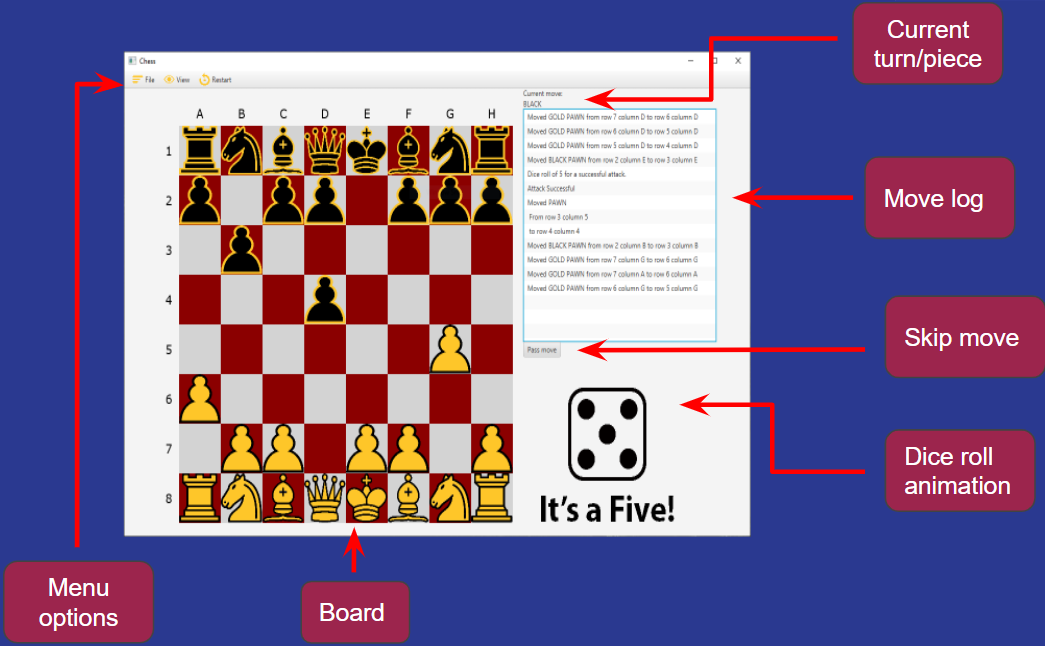 Current
turn/piece
Chess
File View Restart
Current move:
BLACK
A B C D E F G H
1
2
3
4
5
6
7
8
Moved GOLD PAWN from row 7 column D to row 6 column D
Moved GOLD PAWN from row 6 column D to row 5 column D
Moved GOLD PAWN from row 5 column D to row 4 column D
Moved BLACK PAWN from row 2 column E to row 3 column E
Dice roll of 5 for a successful attack.
Attack Successful
Moved PAWN
From row 3 column 5
to row 4 column 4
Moved BLACK PAWN from row 2 column B to row 3 column B
Moved GOLD PAWN from row 7 column G to row 6 column G
Moved GOLD PAWN from row 7 column A to row 6 column A
Moved GOLD PAWN from row 6 column G to row 5 column G
Pass move
It's a Five!
Move log
Skip move
Dice roll
animation
Menu
options
Board